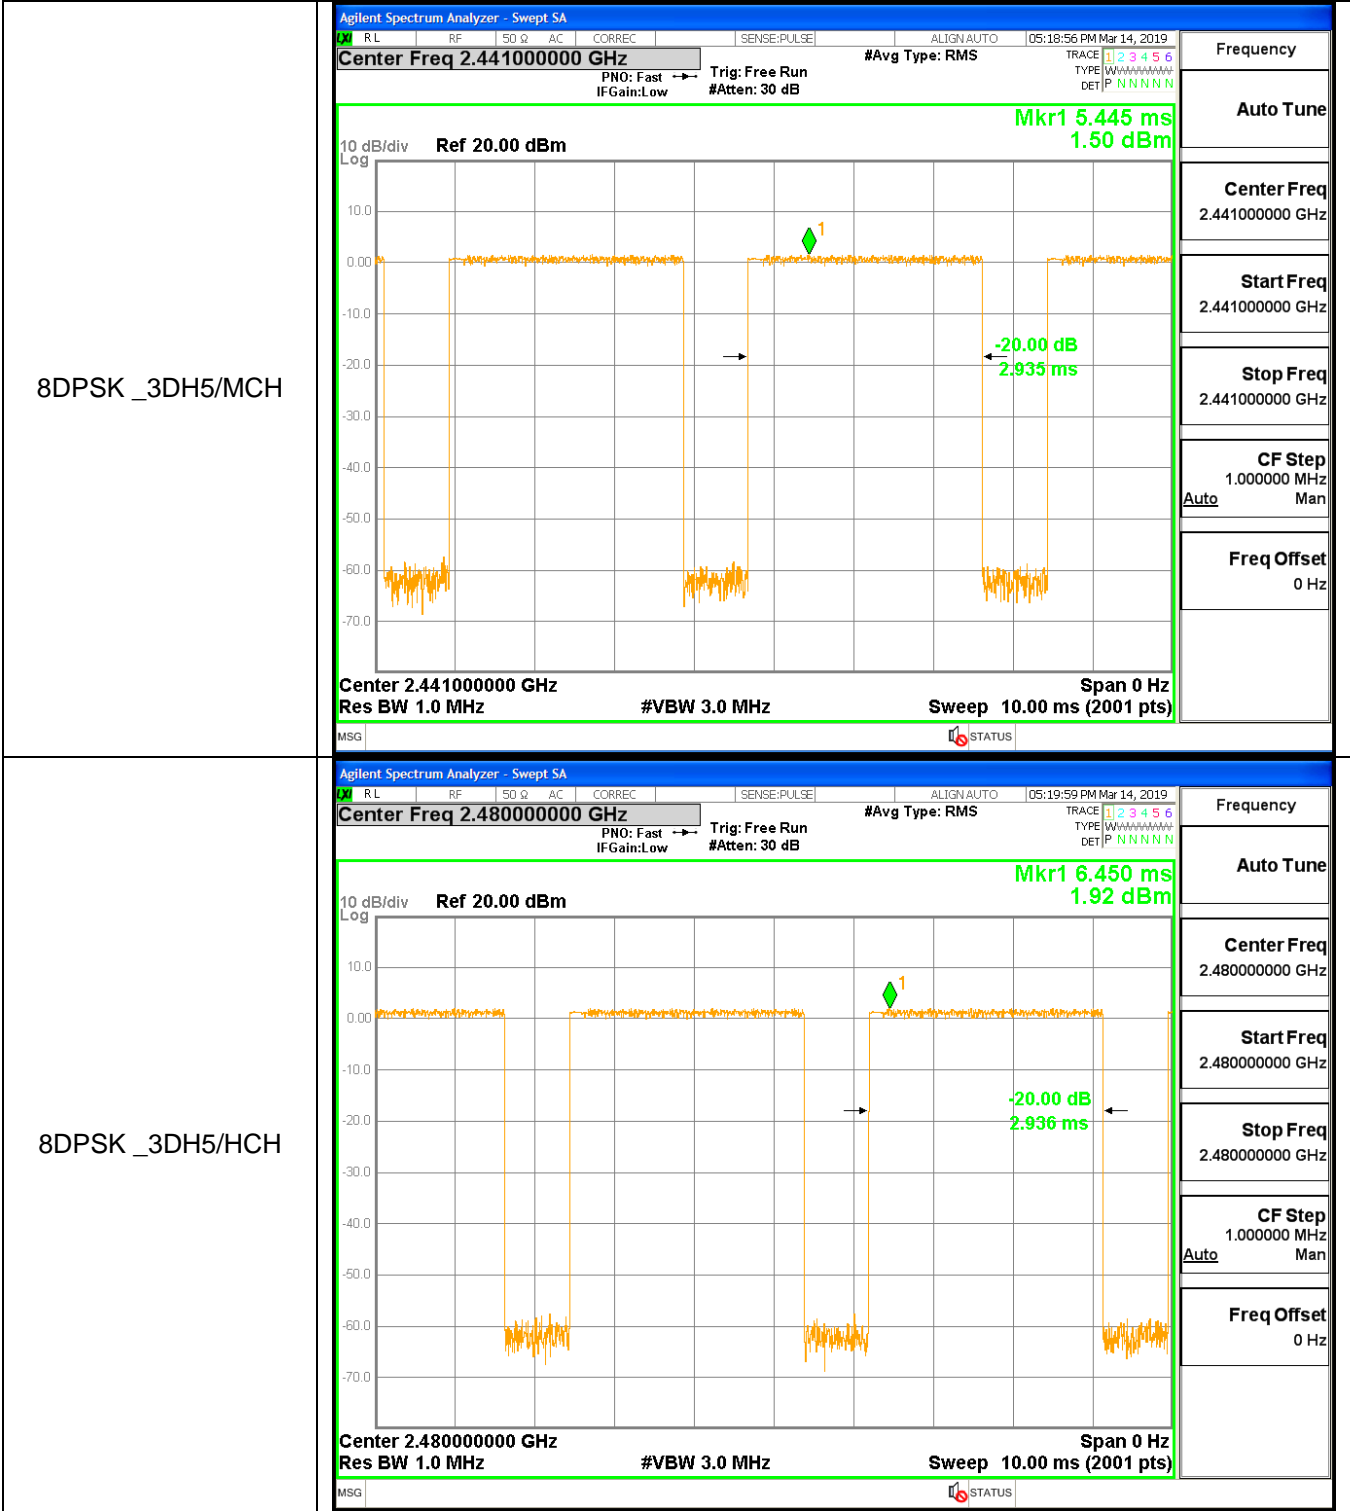 8DPSK _3DH5/MCH
Agilent Spectrum Analyzer - Swept SA
LXI RL RF 50 Ω AC CORREC SENSE:PULSE ALIGN AUTO 05:18:56 PM Mar 14, 2019
Center Freq 2.441000000 GHz
#Avg Type: RMS
TRACE 1 2 3 4 5 6
PNO: Fast Trig: Free Run
TYPE
IFGain:Low #Atten: 30 dB
DET P N N N N N
Mkr1 5.445 ms
1.50 dBm
10 dB/div Ref 20.00 dBm
Log
10.0
1
0.00
-10.0
-20.00 dB
-20.0
2.935 ms
-30.0
-40.0
-50.0
-60.0
-70.0
Center 2.441000000 GHz Span 0 Hz
Res BW 1.0 MHz #VBW 3.0 MHz Sweep 10.00 ms (2001 pts)
MSG STATUS
Frequency
Auto Tune
Center Freq
2.441000000 GHz
Start Freq
2.441000000 GHz
Stop Freq
2.441000000 GHz
CF Step
1.000000 MHz
Auto Man
Freq Offset
0 Hz
8DPSK _3DH5/HCH
Agilent Spectrum Analyzer - Swept SA
LXI RL RF 50 Ω AC CORREC SENSE:PULSE ALIGN AUTO 05:19:59 PM Mar 14, 2019
Center Freq 2.480000000 GHz
#Avg Type: RMS
TRACE 1 2 3 4 5 6
PNO: Fast Trig: Free Run
TYPE
IFGain:Low #Atten: 30 dB
DET P N N N N N
Mkr1 6.450 ms
1.92 dBm
10 dB/div Ref 20.00 dBm
Log
10.0
1
0.00
-10.0
-20.00 dB
-20.0
2.936 ms
-30.0
-40.0
-50.0
-60.0
-70.0
Center 2.480000000 GHz Span 0 Hz
Res BW 1.0 MHz #VBW 3.0 MHz Sweep 10.00 ms (2001 pts)
MSG STATUS
Frequency
Auto Tune
Center Freq
2.480000000 GHz
Start Freq
2.480000000 GHz
Stop Freq
2.480000000 GHz
CF Step
1.000000 MHz
Auto Man
Freq Offset
0 Hz